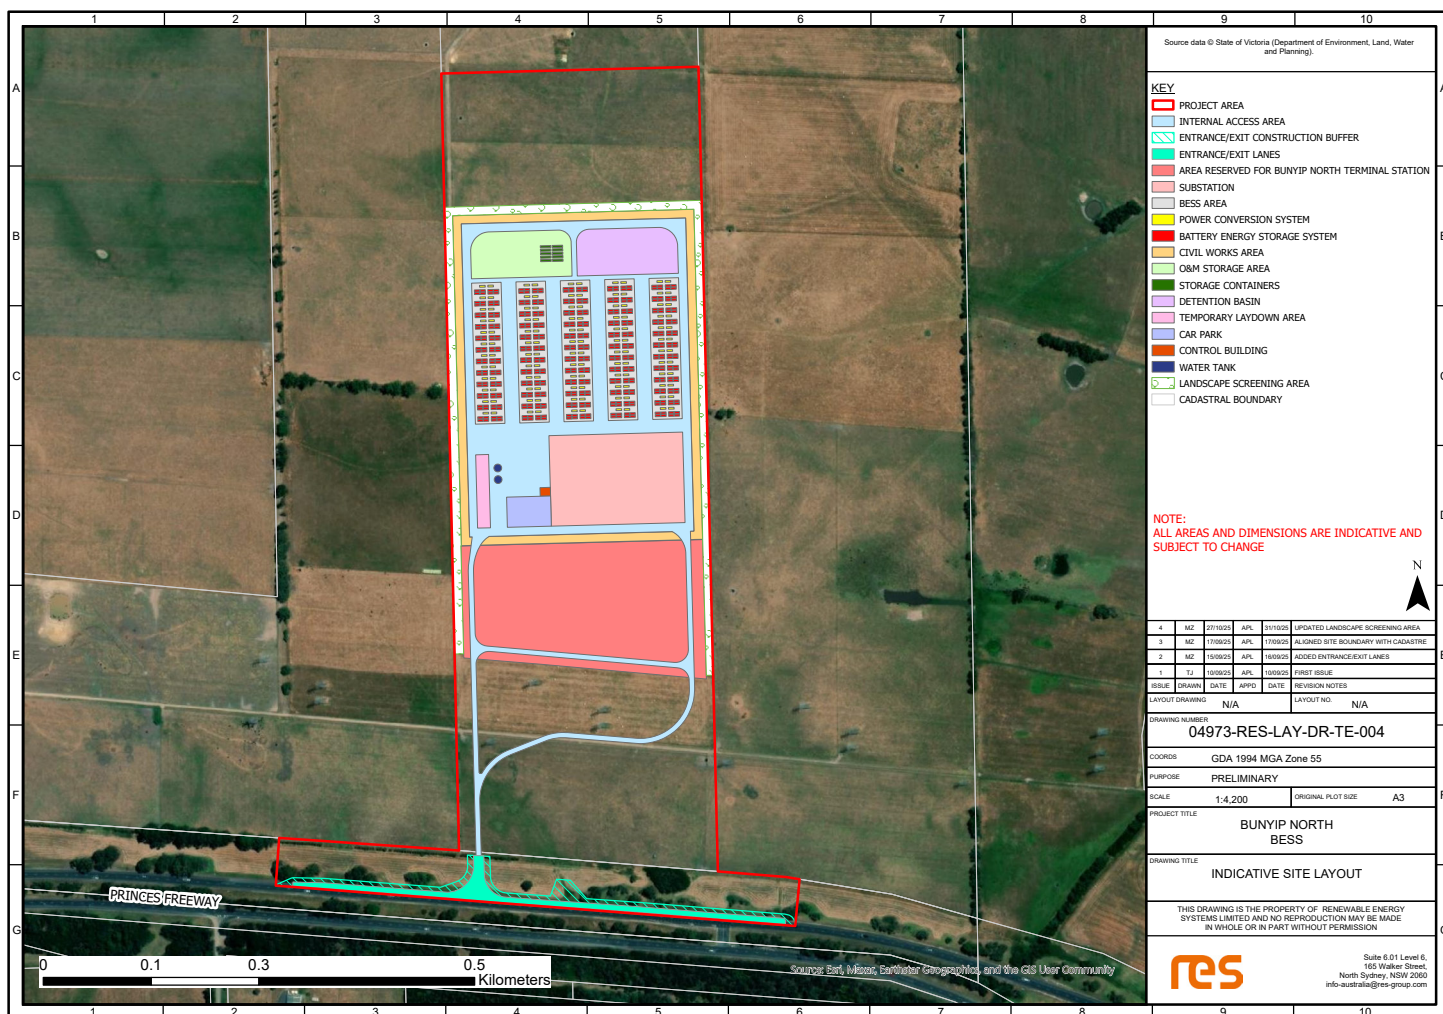 1 2 3 4 5 6 7 8 9 10
A
B
C
D
E
F
G
Source data © State of Victoria (Department of Environment, Land, Water
and Planning).
KEY
PROJECT AREA
INTERNAL ACCESS AREA
ENTRANCE/EXIT CONSTRUCTION BUFFER
ENTRANCE/EXIT LANES
AREA RESERVED FOR BUNYIP NORTH TERMINAL STATION
SUBSTATION
BESS AREA
POWER CONVERSION SYSTEM
BATTERY ENERGY STORAGE SYSTEM
CIVIL WORKS AREA
O&M STORAGE AREA
STORAGE CONTAINERS
DETENTION BASIN
TEMPORARY LAYDOWN AREA
CAR PARK
CONTROL BUILDING
WATER TANK
LANDSCAPE SCREENING AREA
CADASTRAL BOUNDARY
NOTE:
ALL AREAS AND DIMENSIONS ARE INDICATIVE AND
SUBJECT TO CHANGE
N
4 MZ 27/10/25 APL 31/10/25 UPDATED LANDSCAPE SCREENING AREA
3 MZ 17/09/25 APL 17/09/25 ALIGNED SITE BOUNDARY WITH CADASTRE
2 MZ 15/09/25 APL 16/09/25 ADDED ENTRANCE/EXIT LANES
1 TJ 10/09/25 APL 10/09/25 FIRST ISSUE
ISSUE DRAWN DATE APPD DATE REVISION NOTES
LAYOUT DRAWING N/A LAYOUT NO. N/A
DRAWING NUMBER
04973-RES-LAY-DR-TE-004
COORDS GDA 1994 MGA Zone 55
PURPOSE PRELIMINARY
SCALE 1:4,200 ORIGINAL PLOT SIZE A3
PROJECT TITLE
BUNYIP NORTH
BESS
DRAWING TITLE
INDICATIVE SITE LAYOUT
THIS DRAWING IS THE PROPERTY OF RENEWABLE ENERGY
SYSTEMS LIMITED AND NO REPRODUCTION MAY BE MADE
IN WHOLE OR IN PART WITHOUT PERMISSION
res
Suite 6.01 Level 6,
165 Walker Street,
North Sydney, NSW 2060
info-australia@res-group.com
PRINCES FREEWAY
0 0.1 0.3 0.5
Kilometers
Source: Esri, Maxar, Earthstar Geographics, and the GIS User Community
A
B
C
D
E
F
G
1 2 3 4 5 6 7 8 9 10